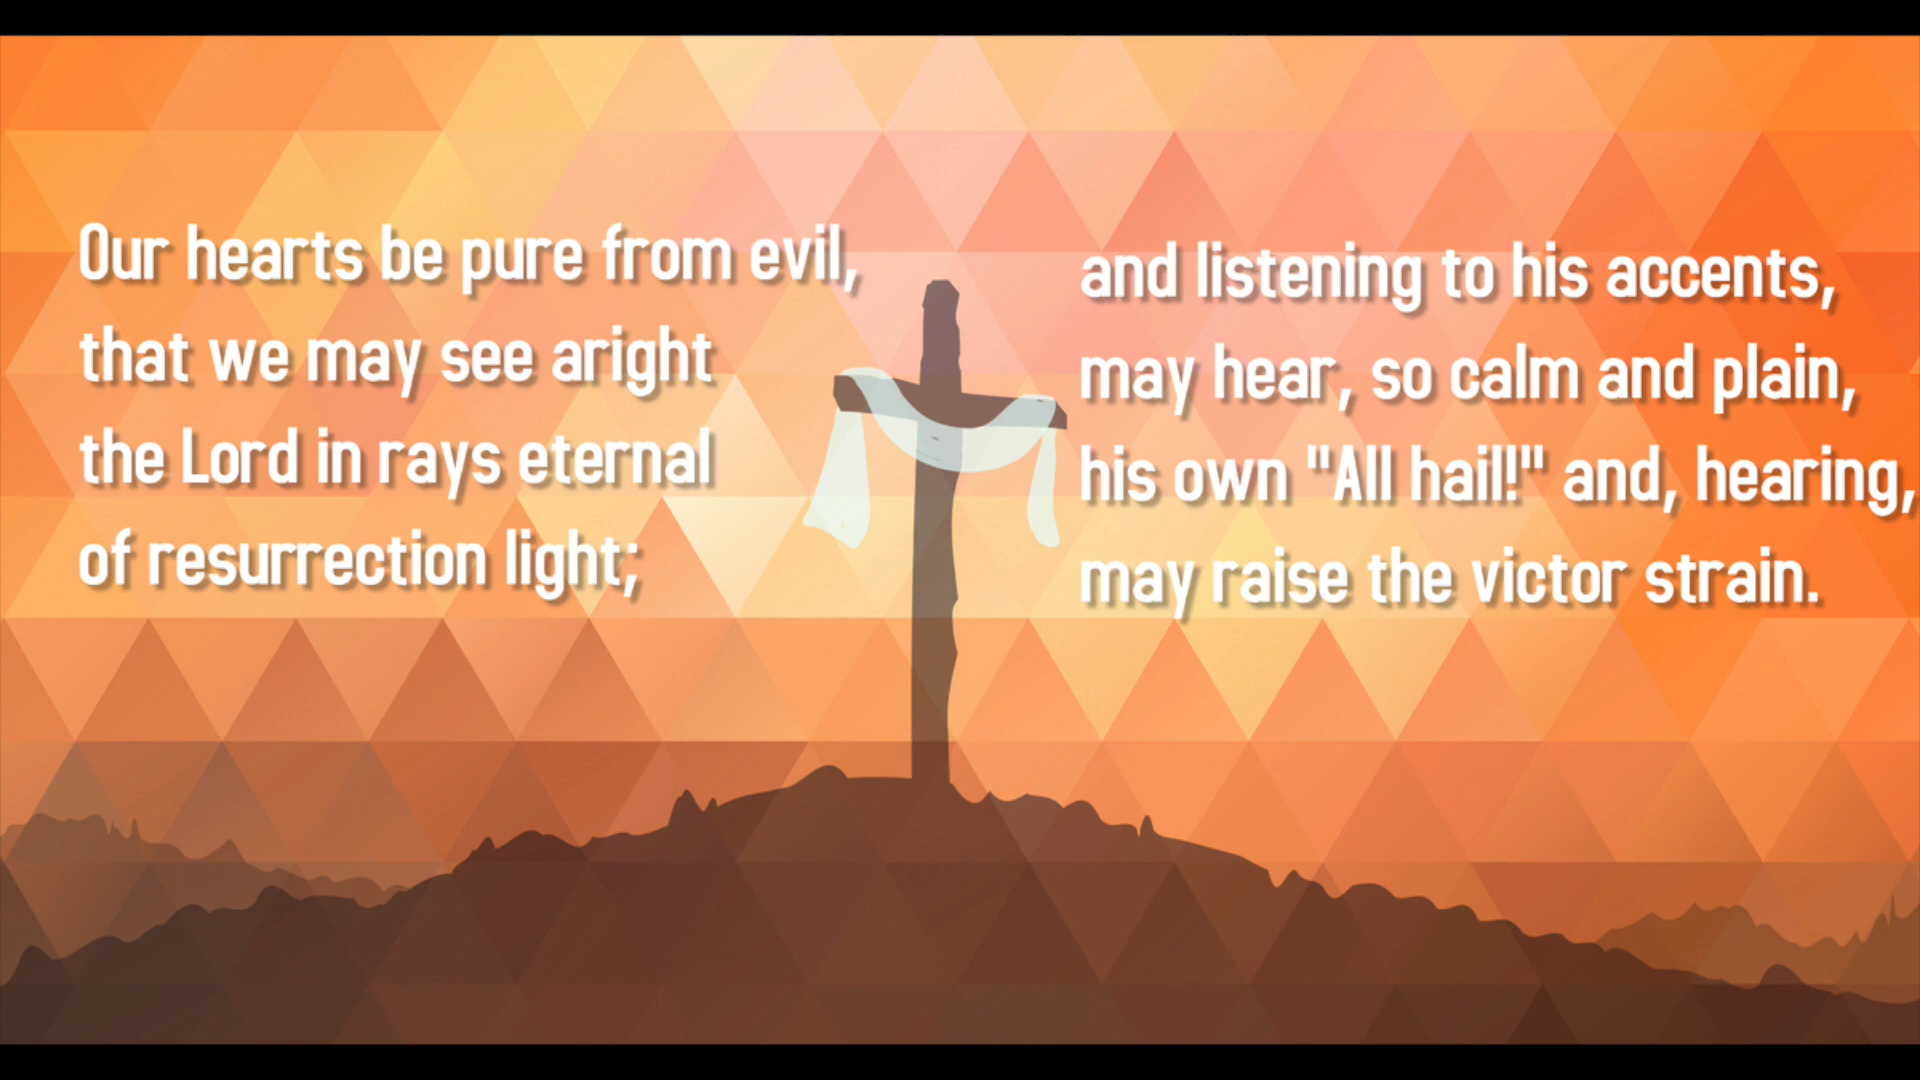 Our hearts be pure from evil,
that we may see aright
the Lord in rays eternal
of resurrection light;
and listening to his accents,
may hear, so calm and plain,
his own "All hail!" and, hearing,
may raise the victor strain.